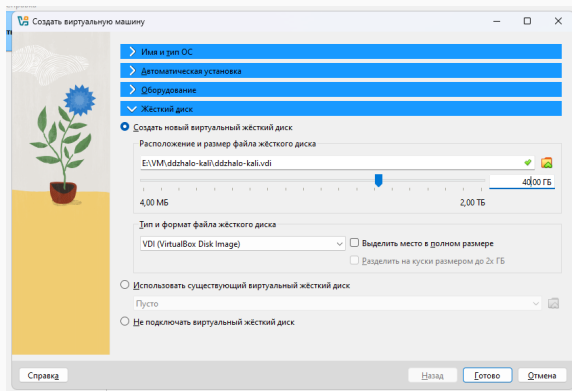 Создать виртуальную машину
Имя и тип ОС
Автоматическая установка
Оборудование
Жёсткий диск
Создать новый виртуальный жёсткий диск
Расположение и размер файла жёсткого диска
E:\VM\ddzhalo-kali\ddzhalo-kali.vdi
40,00 ГБ
4,00 МБ 2,00 ТБ
Тип и формат файла жёсткого диска
VDI (VirtualBox Disk Image) Выделить место в полном размере
Разделить на куски размером до 2х ГБ
Использовать существующий виртуальный жёсткий диск
Пусто
Не подключать виртуальный жёсткий диск
Справка Назад Готово Отмена